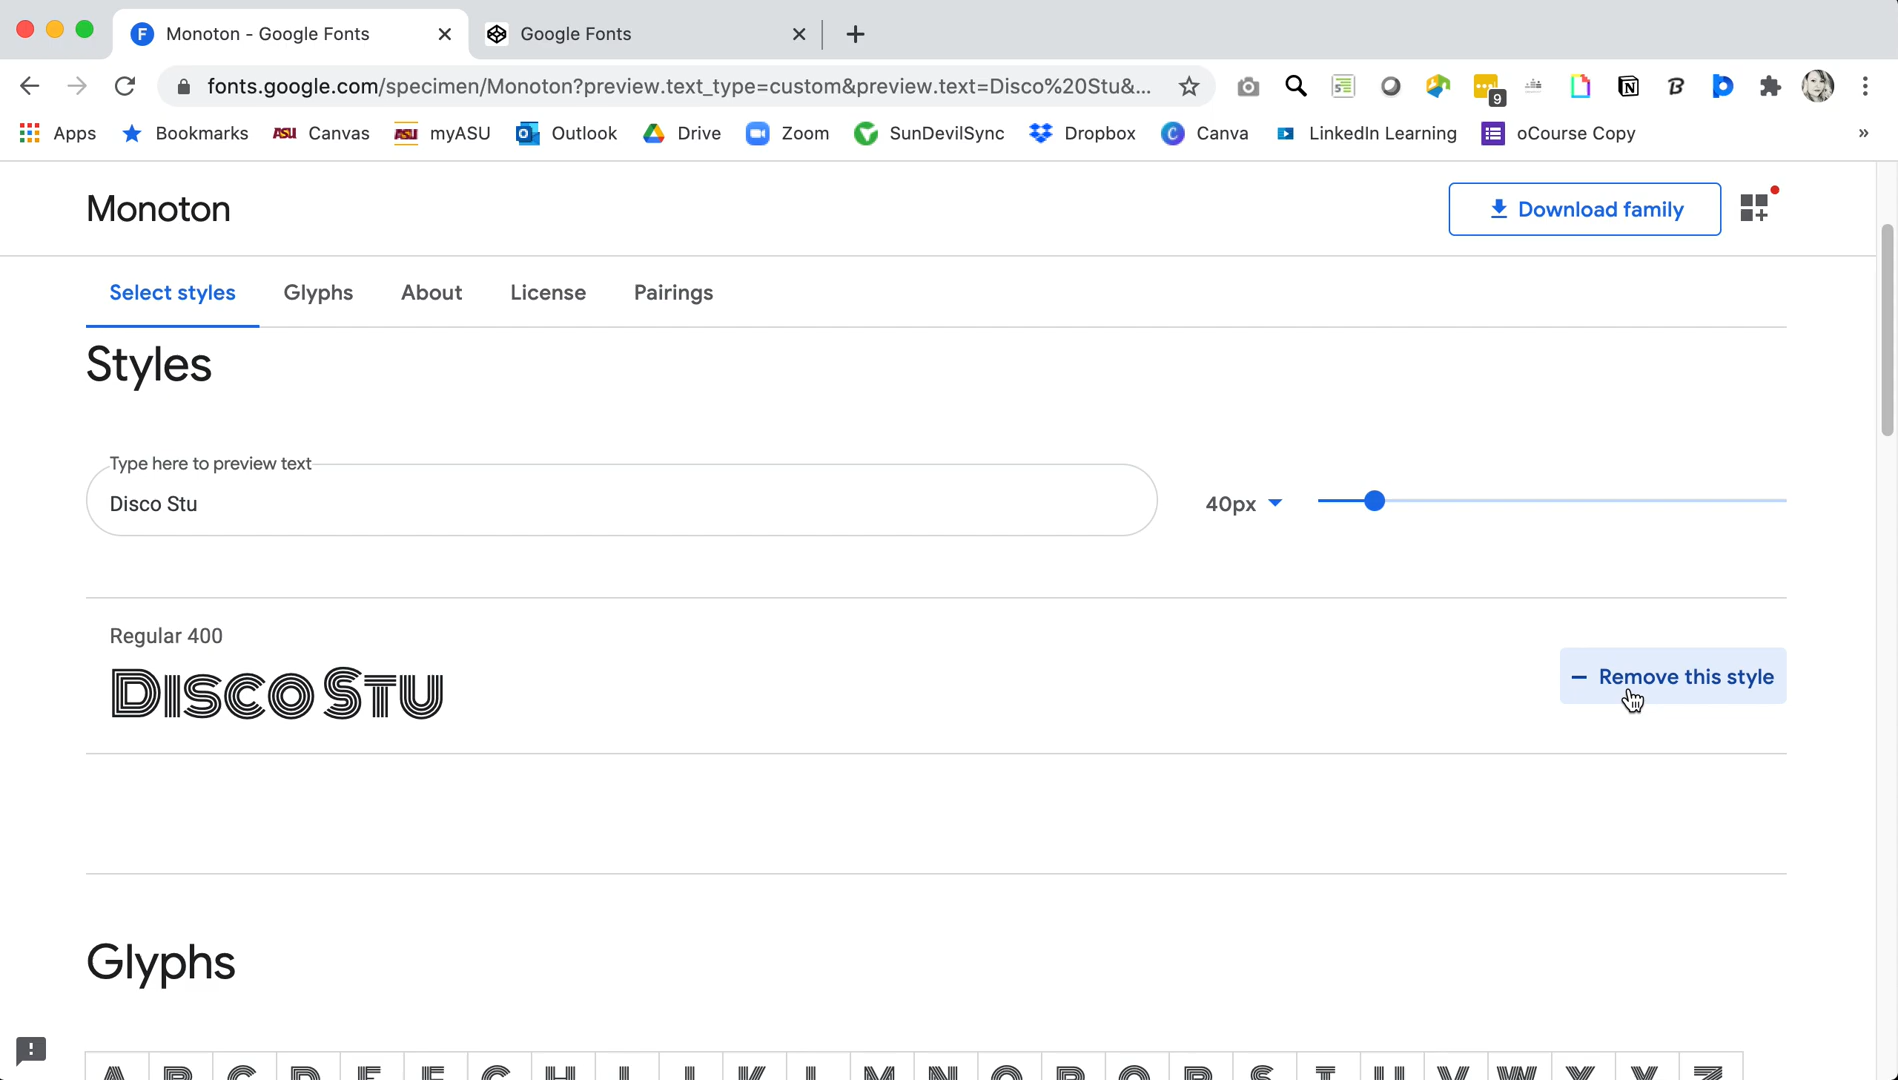 Monoton - Google Fonts
Google Fonts
fonts.google.com/specimen/Monoton?preview.text_type=custom&preview.text=Disco%20Stu&...
9
Apps
Bookmarks
ASU Canvas
ASU myASU
Outlook
Drive
Zoom
SunDevilSync
Dropbox
Canva
LinkedIn Learning
oCourse Copy
»
Monoton
Download family
Select styles
Glyphs
About
License
Pairings
Styles
Type here to preview text
Disco Stu
40px
Regular 400
Disco Stu
Remove this style
Glyphs
A B C D E F G H I J K L M N O P Q R S T U V W X Y Z